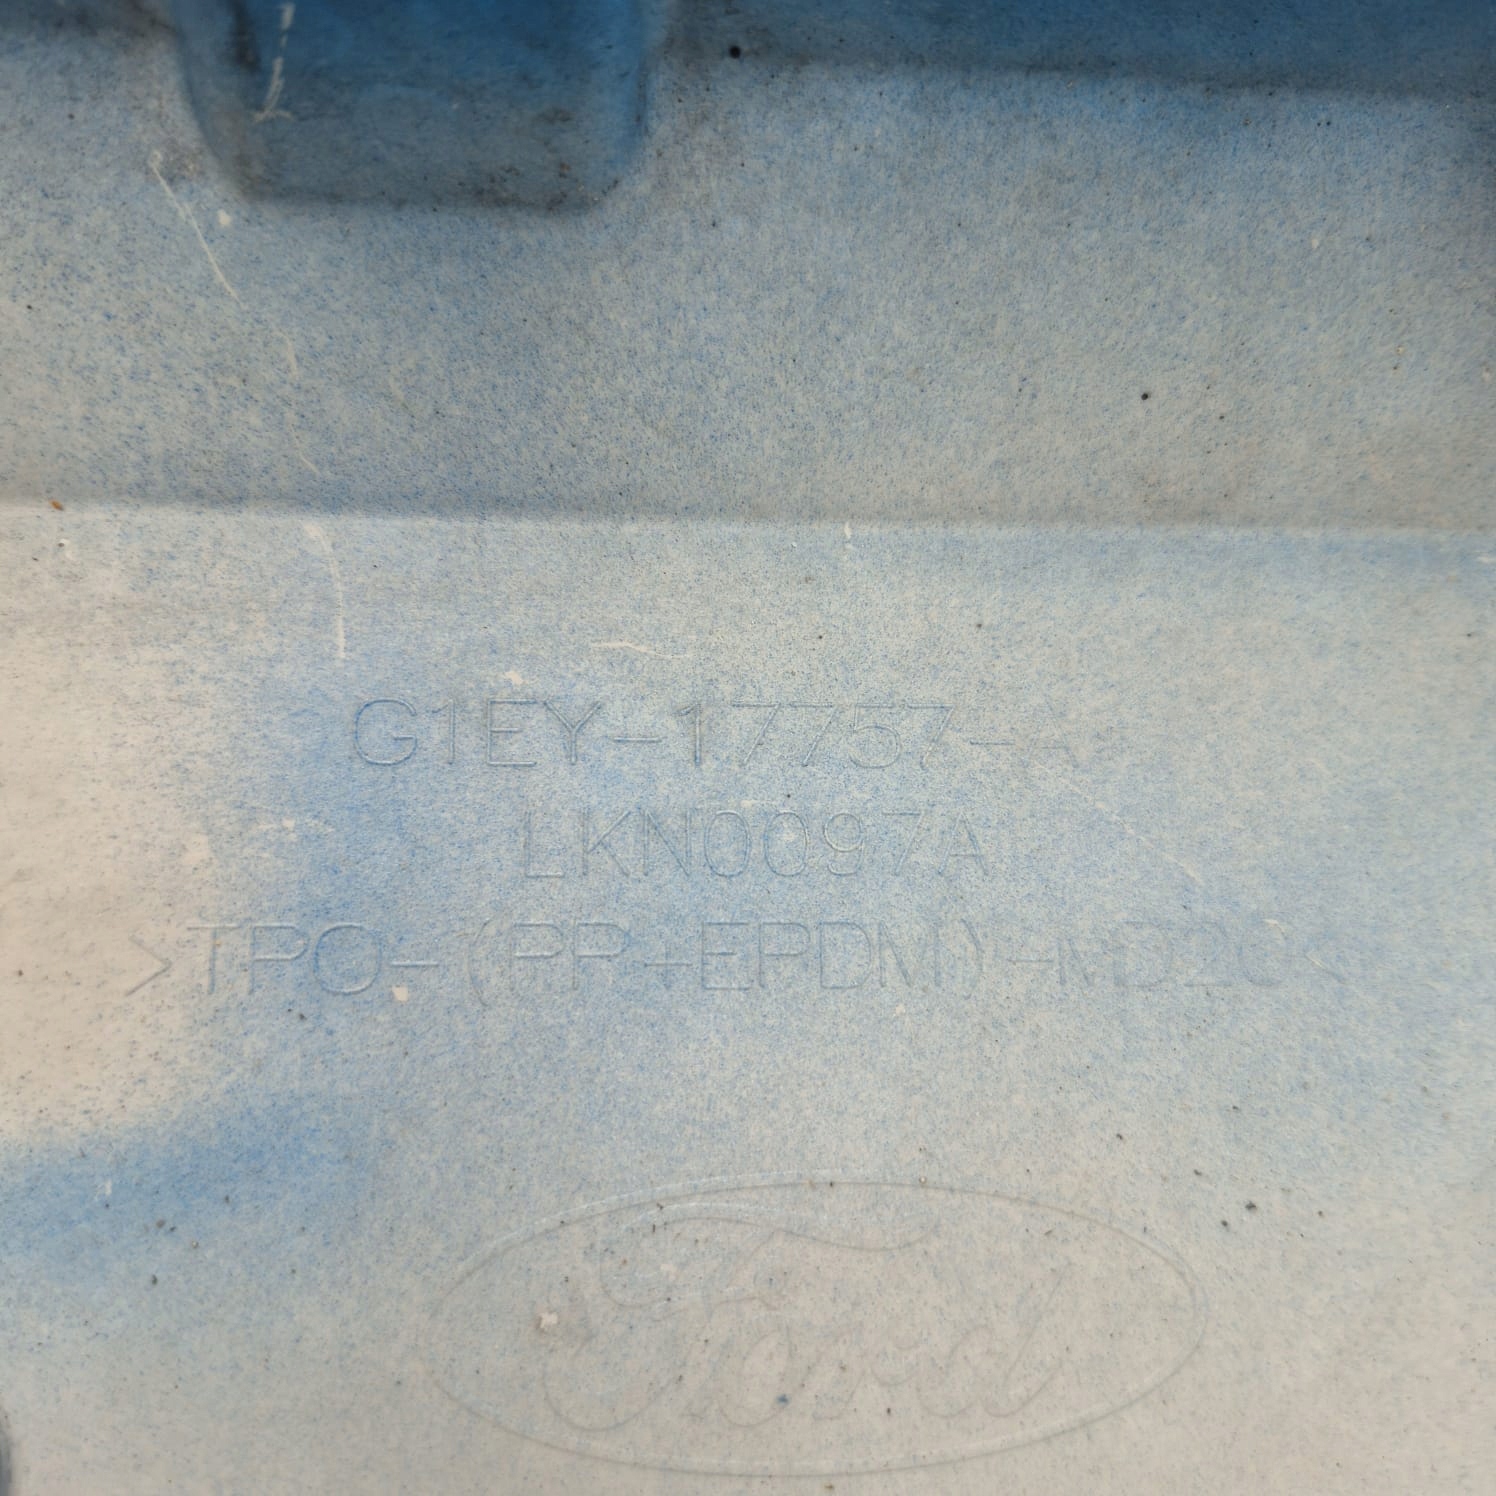 G1EY-17757-A
LKN0097A
>TPO-(PP+EPDM)-MD20<
Ford